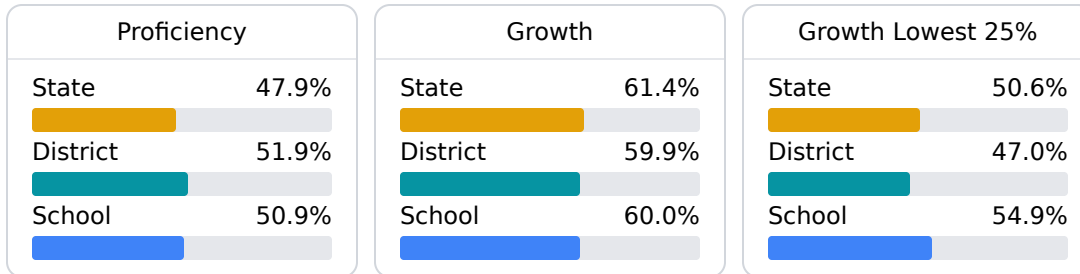 Proficiency
State 47.9%
District 51.9%
School 50.9%
Growth
State 61.4%
District 59.9%
School 60.0%
Growth Lowest 25%
State 50.6%
District 47.0%
School 54.9%